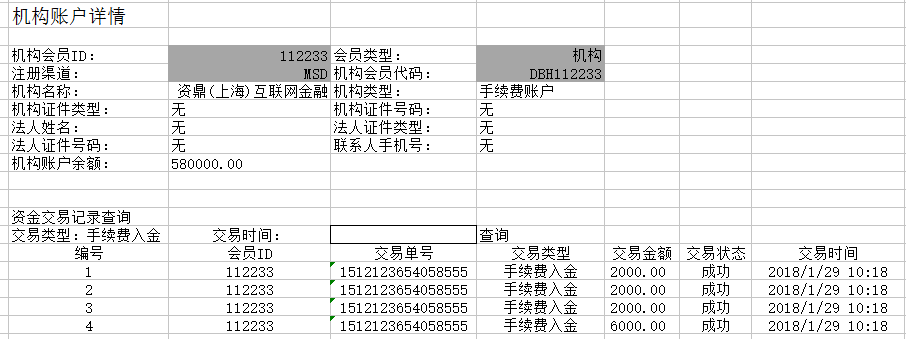 机构账户详情
机构会员ID： 112233 会员类型： 机构
注册渠道： MSD 机构会员代码： DBH112233
机构名称： 资鼎(上海)互联网金融 机构类型： 手续费账户
机构证件类型： 无 机构证件号码： 无
法人姓名： 无 法人证件类型： 无
法人证件号码： 无 联系人手机号： 无
机构账户余额： 580000.00
资金交易记录查询
交易类型：手续费入金 交易时间： 查询
编号 会员ID 交易单号 交易类型 交易金额 交易状态 交易时间
1 112233 1512123654058555 手续费入金 2000.00 成功 2018/1/29 10:18
2 112233 1512123654058555 手续费入金 2000.00 成功 2018/1/29 10:18
3 112233 1512123654058555 手续费入金 2000.00 成功 2018/1/29 10:18
4 112233 1512123654058555 手续费入金 6000.00 成功 2018/1/29 10:18